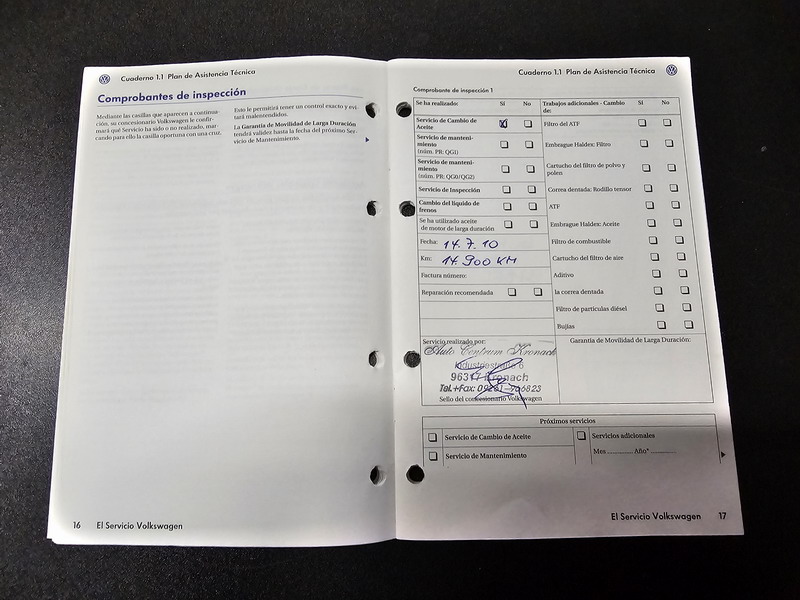 Cuaderno 1.1 Plan de Asistencia Técnica
Comprobantes de inspección
Mediante las casillas que aparecen a continua-
ción, su concesionario Volkswagen le confir-
mará qué Servicio ha sido o no realizado, mar-
cando para ello la casilla oportuna con una cruz.
Esto le permitirá tener un control exacto y evi-
tará malentendidos.
La Garantía de Movilidad de Larga Duración
tendrá validez hasta la fecha del próximo Ser-
vicio de Mantenimiento.
16 El Servicio Volkswagen
Cuaderno 1.1 Plan de Asistencia Técnica
Comprobante de inspección 1
Se ha realizado: Sí No
Servicio de Cambio de
Aceite
Servicio de manteni-
miento
(núm. PR: QG1)
Servicio de manteni-
miento
(núm. PR: QG0/QG2)
Servicio de Inspección
Cambio del líquido de
frenos
Se ha utilizado aceite
de motor de larga duración
Fecha: 14.7.10
Km: 14.900 KM
Factura número:
Reparación recomendada
Servicio realizado por:
Auto Centrum Kronach
Industriestraße 6
96317 Kronach
Tel.+Fax: 09261-906823
Sello del concesionario Volkswagen
Trabajos adicionales - Cambio de: Sí No
Filtro del ATF
Embrague Haldex: Filtro
Cartucho del filtro de polvo y
polen
Correa dentada: Rodillo tensor
ATF
Embrague Haldex: Aceite
Filtro de combustible
Cartucho del filtro de aire
Aditivo
la correa dentada
Filtro de partículas diésel
Bujías
Garantía de Movilidad de Larga Duración:
Próximos servicios
Servicio de Cambio de Aceite
Servicio de Mantenimiento
Servicios adicionales
Mes ........ Año* ........
El Servicio Volkswagen 17